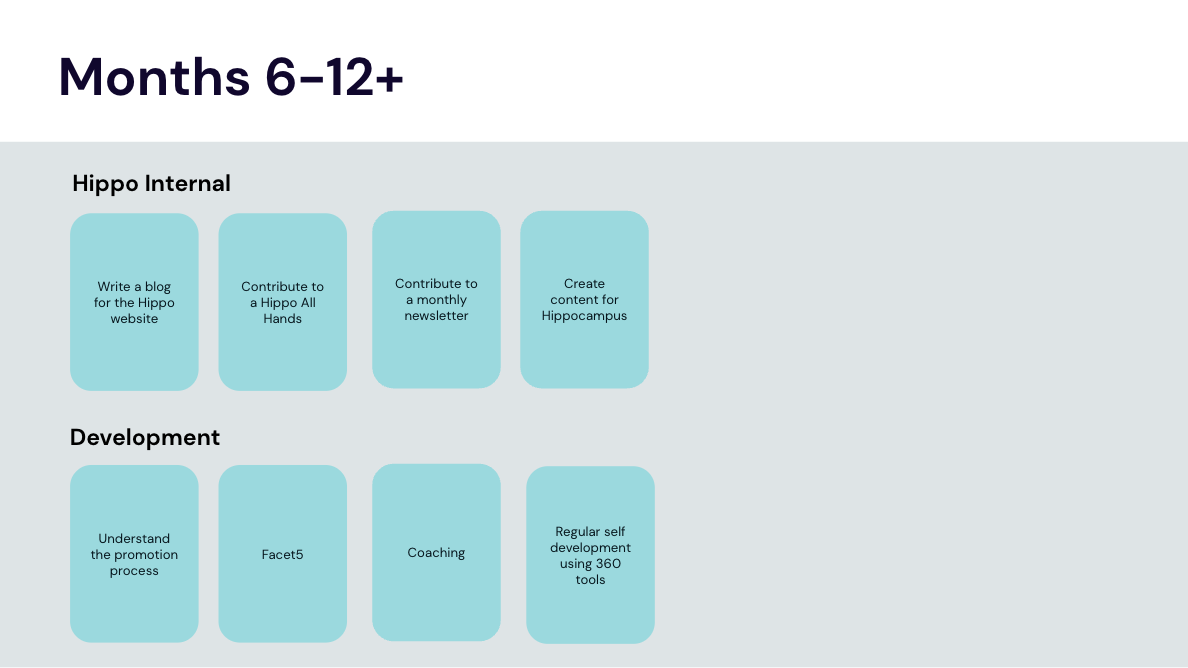 Months 6-12+
Hippo Internal
Write a blog
for the Hippo
website
Contribute to
a Hippo All
Hands
Contribute to
a monthly
newsletter
Create
content for
Hippocampus
Development
Understand
the promotion
process
Facet5
Coaching
Regular self
development
using 360
tools